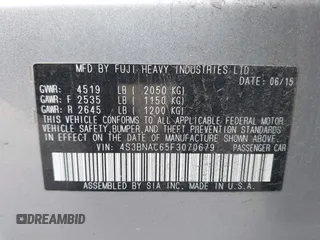 MFD BY FUJI HEAVY INDUSTRIES LTD.
06/15
GVWR: 4519 LB ( 2050 KG)
GAWR: F 2535 LB ( 1150 KG)
GAWR: R 2645 LB ( 1200 KG)
THIS VEHICLE CONFORMS TO ALL APPLICABLE FEDERAL MOTOR
VEHICLE SAFETY, BUMPER, AND THEFT PREVENTION STANDARDS
IN EFFECT ON THE DATE OF MANUFACTURE SHOWN ABOVE.
VIN: 4S3BNAC65F3070679
PASSENGER CAR
ASSEMBLED BY SIA INC. MADE IN U.S.A.
© DREAMBID